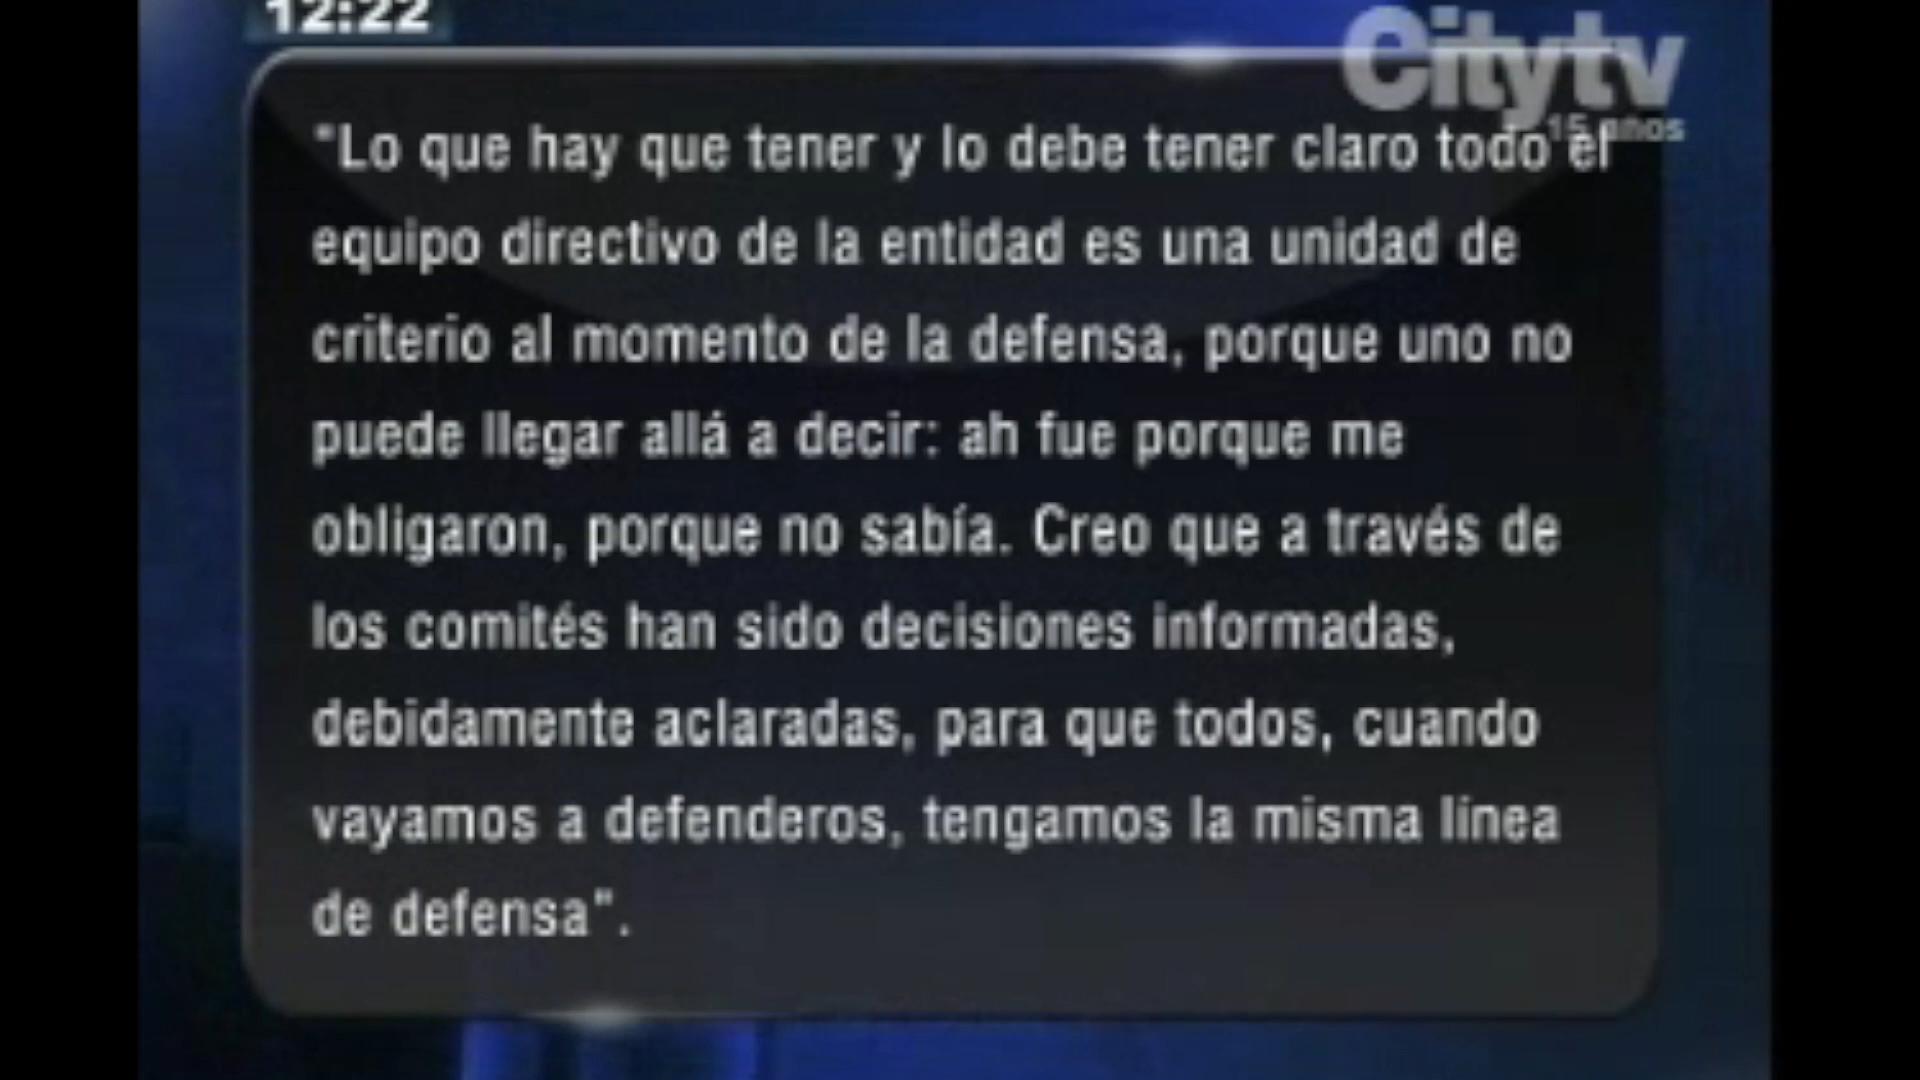 12:22
Citytv
15 años
"Lo que hay que tener y lo debe tener claro todo el
equipo directivo de la entidad es una unidad de
criterio al momento de la defensa, porque uno no
puede llegar allá a decir: ah fue porque me
obligaron, porque no sabía. Creo que a través de
los comités han sido decisiones informadas,
debidamente aclaradas, para que todos, cuando
vayamos a defenderos, tengamos la misma línea
de defensa".